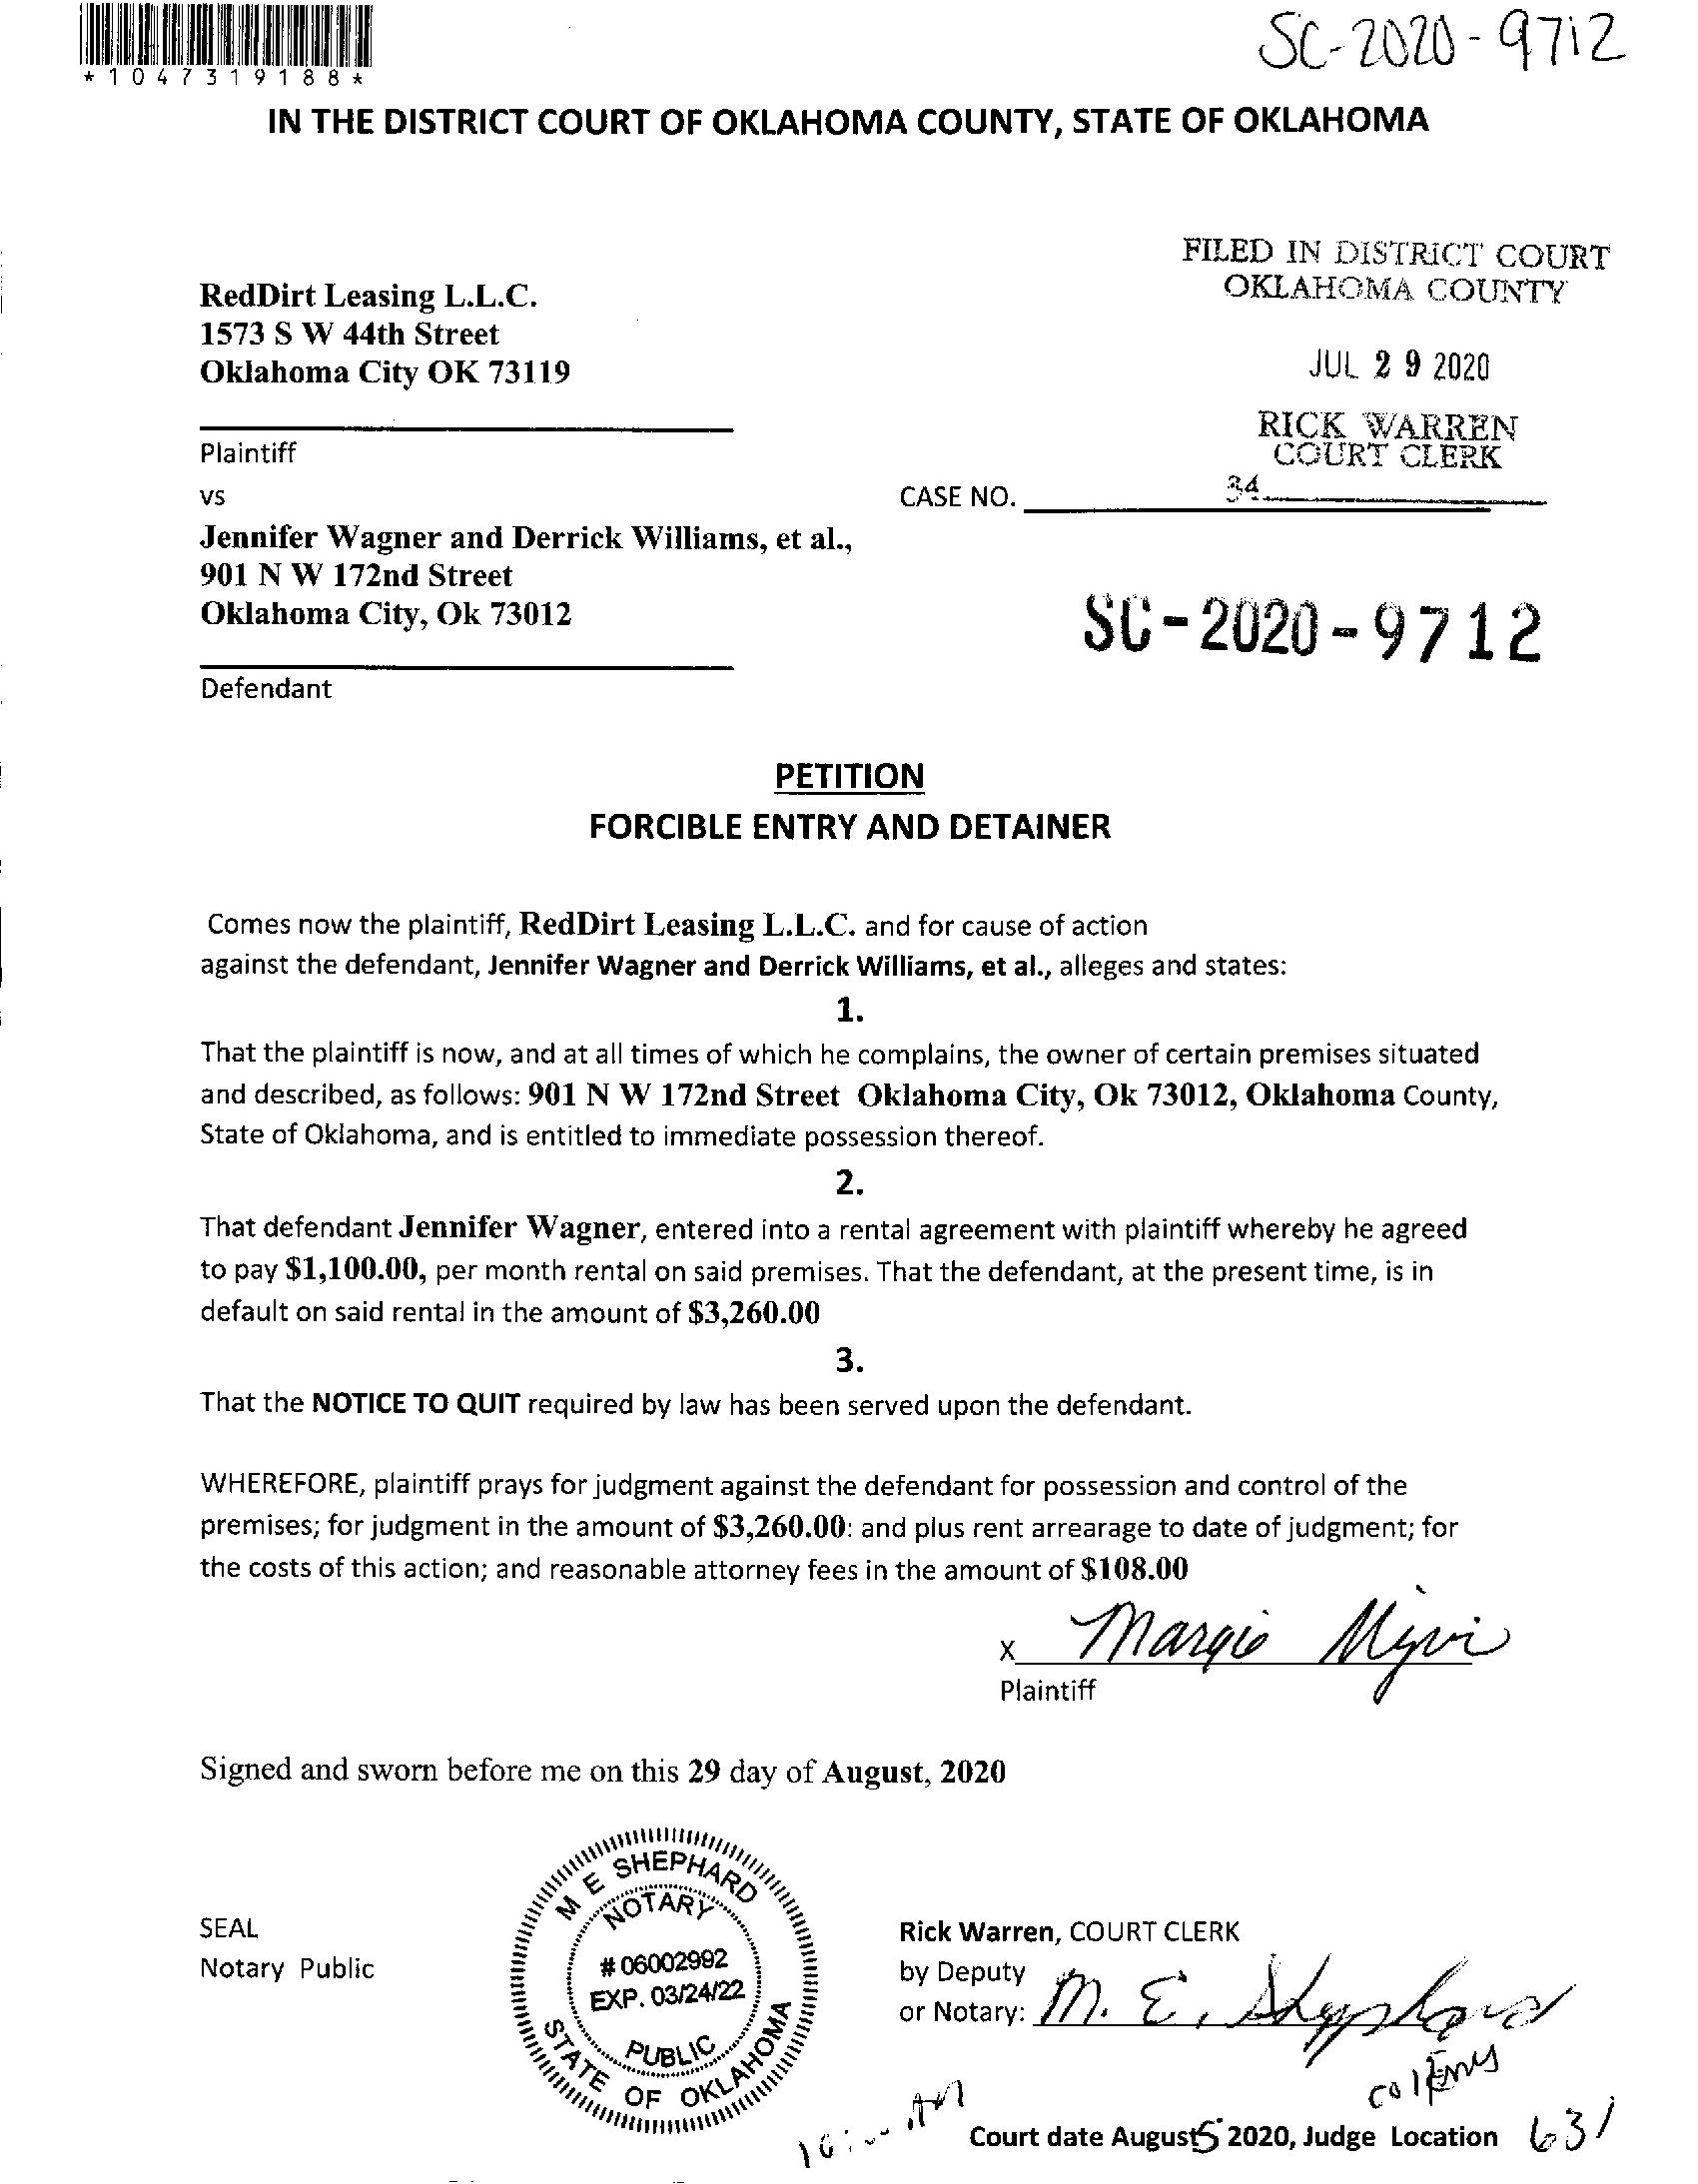 SC-2020-9712
*1047319188*
IN THE DISTRICT COURT OF OKLAHOMA COUNTY, STATE OF OKLAHOMA
FILED IN DISTRICT COURT
OKLAHOMA COUNTY
JUL 29 2020
RICK WARREN
COURT CLERK
34
RedDirt Leasing L.L.C.
1573 S W 44th Street
Oklahoma City OK 73119
Plaintiff
vs
CASE NO.
Jennifer Wagner and Derrick Williams, et al.,
901 N W 172nd Street
Oklahoma City, Ok 73012
SC-2020-9712
Defendant
PETITION
FORCIBLE ENTRY AND DETAINER
Comes now the plaintiff, RedDirt Leasing L.L.C. and for cause of action
against the defendant, Jennifer Wagner and Derrick Williams, et al., alleges and states:
1.
That the plaintiff is now, and at all times of which he complains, the owner of certain premises situated
and described, as follows: 901 N W 172nd Street Oklahoma City, Ok 73012, Oklahoma County,
State of Oklahoma, and is entitled to immediate possession thereof.
2.
That defendant Jennifer Wagner, entered into a rental agreement with plaintiff whereby he agreed
to pay $1,100.00, per month rental on said premises. That the defendant, at the present time, is in
default on said rental in the amount of $3,260.00
3.
That the NOTICE TO QUIT required by law has been served upon the defendant.
WHEREFORE, plaintiff prays for judgment against the defendant for possession and control of the
premises; for judgment in the amount of $3,260.00: and plus rent arrearage to date of judgment; for
the costs of this action; and reasonable attorney fees in the amount of $108.00
X Margie
Plaintiff
Signed and sworn before me on this 29 day of August, 2020
M E SHEPHARD
NOTARY
# 06002992
EXP. 03/24/22
PUBLIC
STATE OF OKLAHOMA
SEAL
Notary Public
Rick Warren, COURT CLERK
by Deputy
or Notary: M. E. Shephard
AM
Court date August 5 2020, Judge Location 631